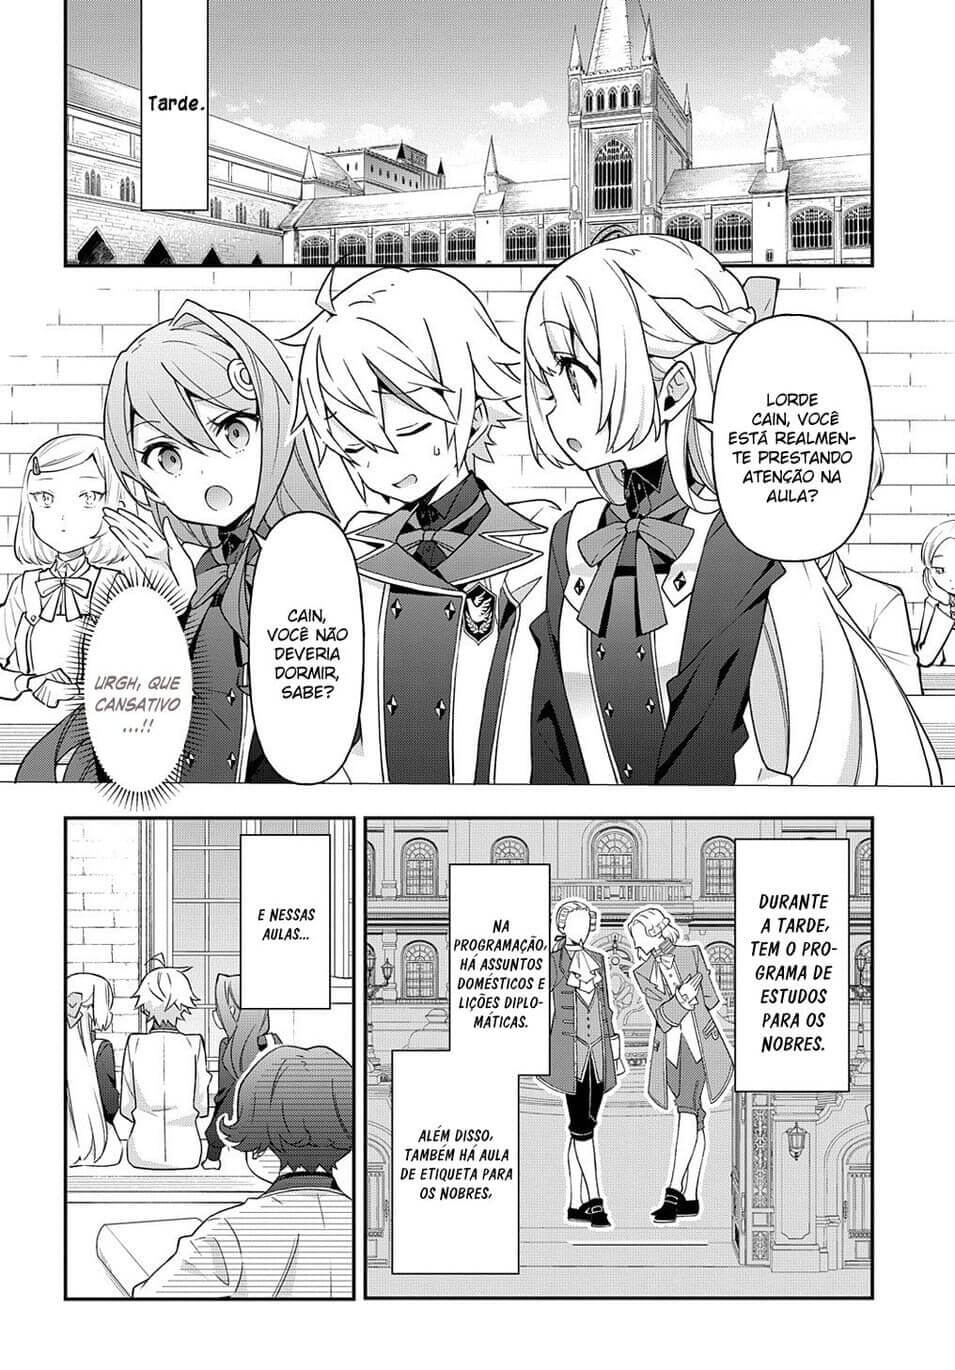 Tarde.
LORDE
CAIN, VOCÊ
ESTÁ REALMEN-
TE PRESTANDO
ATENÇÃO NA
AULA?
CAIN,
VOCÊ NÃO
DEVERIA
DORMIR,
SABE?
URGH, QUE
CANSATIVO
...!!
DURANTE
A TARDE,
TEM O PRO-
GRAMA DE
ESTUDOS
PARA OS
NOBRES.
NA
PROGRAMAÇÃO,
HÁ ASSUNTOS
DOMÉSTICOS E
LIÇÕES DIPLO-
MÁTICAS.
ALÉM DISSO,
TAMBÉM HÁ AULA
DE ETIQUETA PARA
OS NOBRES,
E NESSAS
AULAS...